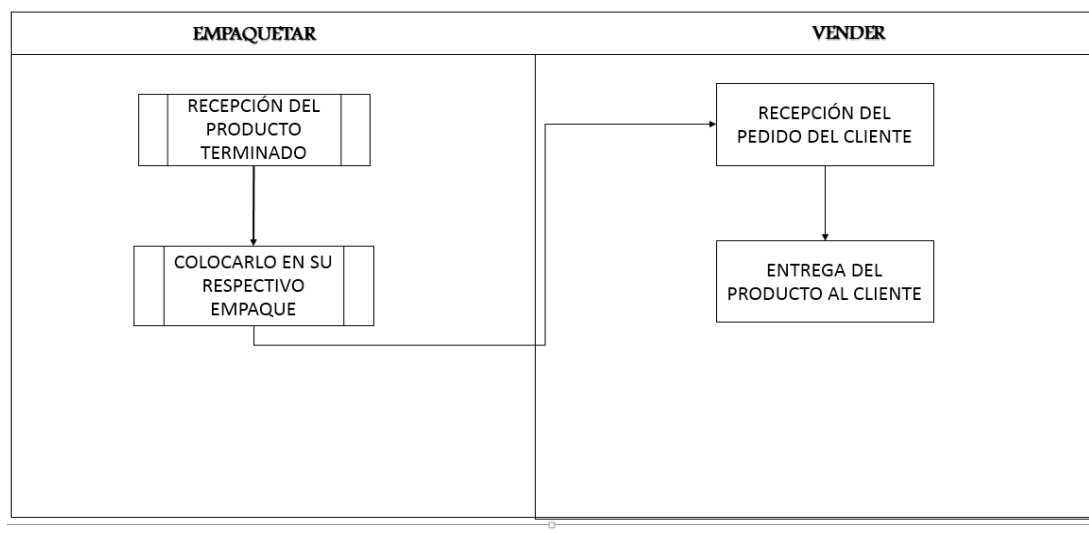 EMPAQUETAR
VENDER
RECEPCIÓN DEL
PRODUCTO
TERMINADO
COLOCARLO EN SU
RESPECTIVO
EMPAQUE
RECEPCIÓN DEL
PEDIDO DEL CLIENTE
ENTREGA DEL
PRODUCTO AL CLIENTE